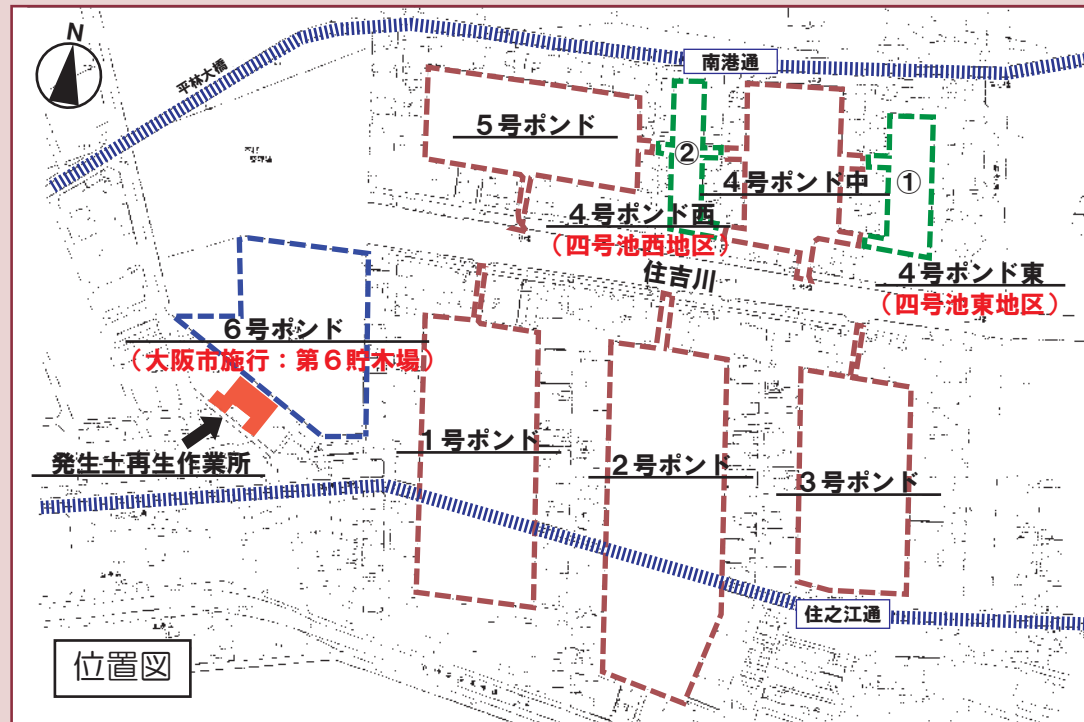 N
平林大橋
南港通
5号ポンド
②
4号ポンド中
①
4号ポンド西
(四号池西地区)
住吉川
4号ポンド東
(四号池東地区)
6号ポンド
(大阪市施行:第6貯木場)
発生土再生作業所
1号ポンド
2号ポンド
3号ポンド
住之江通
位置図